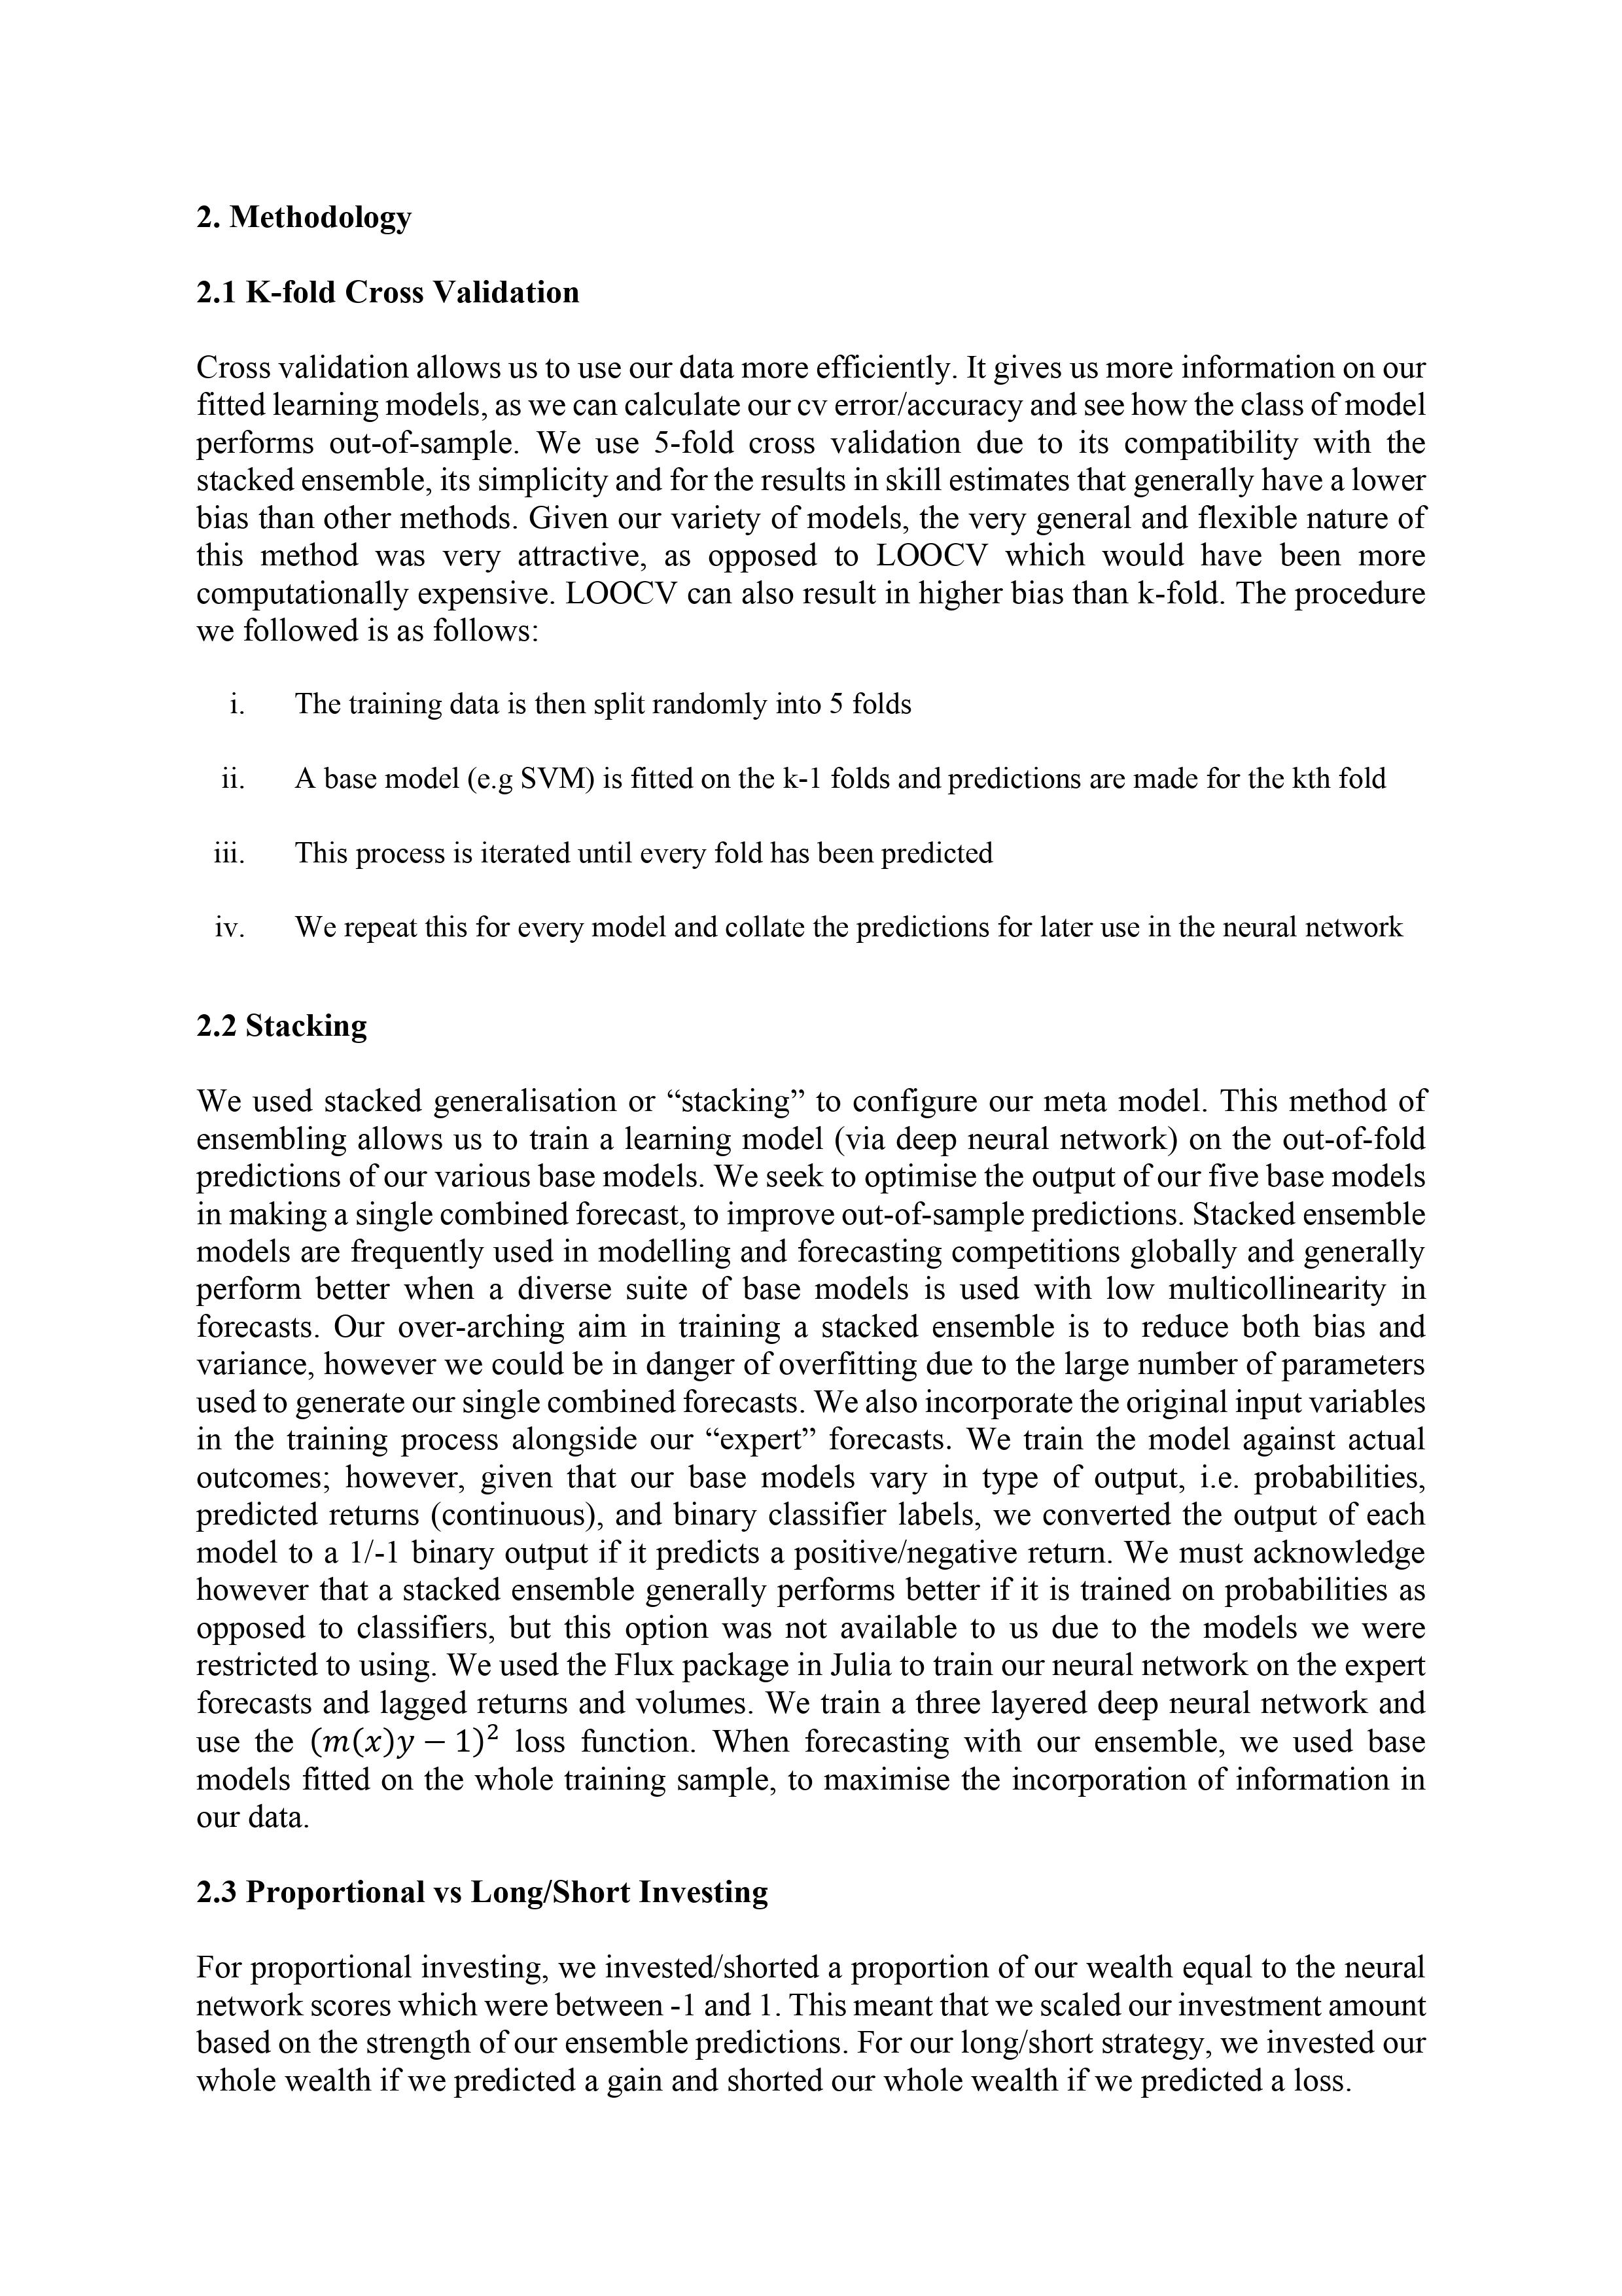 2. Methodology
2.1 K-fold Cross Validation
Cross validation allows us to use our data more efficiently. It gives us more information on our
fitted learning models, as we can calculate our cv error/accuracy and see how the class of model
performs out-of-sample. We use 5-fold cross validation due to its compatibility with the
stacked ensemble, its simplicity and for the results in skill estimates that generally have a lower
bias than other methods. Given our variety of models, the very general and flexible nature of
this method was very attractive, as opposed to LOOCV which would have been more
computationally expensive. LOOCV can also result in higher bias than k-fold. The procedure
we followed is as follows:
i. The training data is then split randomly into 5 folds
ii. A base model (e.g SVM) is fitted on the k-1 folds and predictions are made for the kth fold
iii. This process is iterated until every fold has been predicted
iv. We repeat this for every model and collate the predictions for later use in the neural network
2.2 Stacking
We used stacked generalisation or “stacking” to configure our meta model. This method of
ensembling allows us to train a learning model (via deep neural network) on the out-of-fold
predictions of our various base models. We seek to optimise the output of our five base models
in making a single combined forecast, to improve out-of-sample predictions. Stacked ensemble
models are frequently used in modelling and forecasting competitions globally and generally
perform better when a diverse suite of base models is used with low multicollinearity in
forecasts. Our over-arching aim in training a stacked ensemble is to reduce both bias and
variance, however we could be in danger of overfitting due to the large number of parameters
used to generate our single combined forecasts. We also incorporate the original input variables
in the training process alongside our “expert” forecasts. We train the model against actual
outcomes; however, given that our base models vary in type of output, i.e. probabilities,
predicted returns (continuous), and binary classifier labels, we converted the output of each
model to a 1/-1 binary output if it predicts a positive/negative return. We must acknowledge
however that a stacked ensemble generally performs better if it is trained on probabilities as
opposed to classifiers, but this option was not available to us due to the models we were
restricted to using. We used the Flux package in Julia to train our neural network on the expert
forecasts and lagged returns and volumes. We train a three layered deep neural network and
use the (m(x)y − 1)² loss function. When forecasting with our ensemble, we used base
models fitted on the whole training sample, to maximise the incorporation of information in
our data.
2.3 Proportional vs Long/Short Investing
For proportional investing, we invested/shorted a proportion of our wealth equal to the neural
network scores which were between -1 and 1. This meant that we scaled our investment amount
based on the strength of our ensemble predictions. For our long/short strategy, we invested our
whole wealth if we predicted a gain and shorted our whole wealth if we predicted a loss.